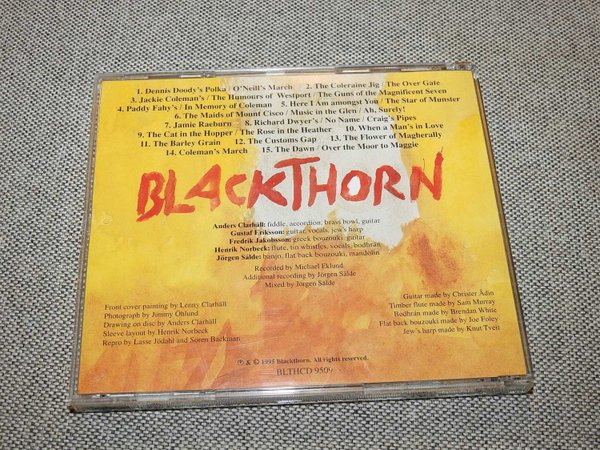 1. Dennis Doody's Polka / O'Neill's March    2. The Coleraine Jig / The Over Gate
3. Jackie Coleman's / The Humours of Westport / The Guns of the Magnificent Seven
4. Paddy Fahy's / In Memory of Coleman    5. Here I Am amongst You / The Star of Munster
6. The Maids of Mount Cisco / Music in the Glen / Ah, Surely!
7. Jamie Raeburn    8. Richard Dwyer's / No Name / Craig's Pipes
9. The Cat in the Hopper / The Rose in the Heather    10. When a Man's in Love
11. The Barley Grain    12. The Customs Gap    13. The Flower of Magherally
14. Coleman's March    15. The Dawn / Over the Moor to Maggie
BLACKTHORN
Anders Clarhäll: fiddle, accordion, brass bowl, guitar
Gustaf Eriksson: guitar, vocals, jew's harp
Fredrik Jakobsson: greek bouzouki, guitar
Henrik Norbeck: flute, tin whistles, vocals, bodhrán
Jörgen Sälde: banjo, flat back bouzouki, mandolin
Recorded by Michael Eklund
Additional recording by Jörgen Sälde
Mixed by Jörgen Sälde
Front cover painting by Lenny Clarhäll
Photograph by Jimmy Öhlund
Drawing on disc by Anders Clarhäll
Sleeve layout by Henrik Norbeck
Repro by Lasse Jödahl and Sören Backman
Guitar made by Christer Ådin
Timber flute made by Sam Murray
Bodhrán made by Brendan White
Flat back bouzouki made by Joe Foley
Jew's harp made by Knut Tveit
℗ & © 1995 Blackthorn. All rights reserved.
BLTHCD 9509